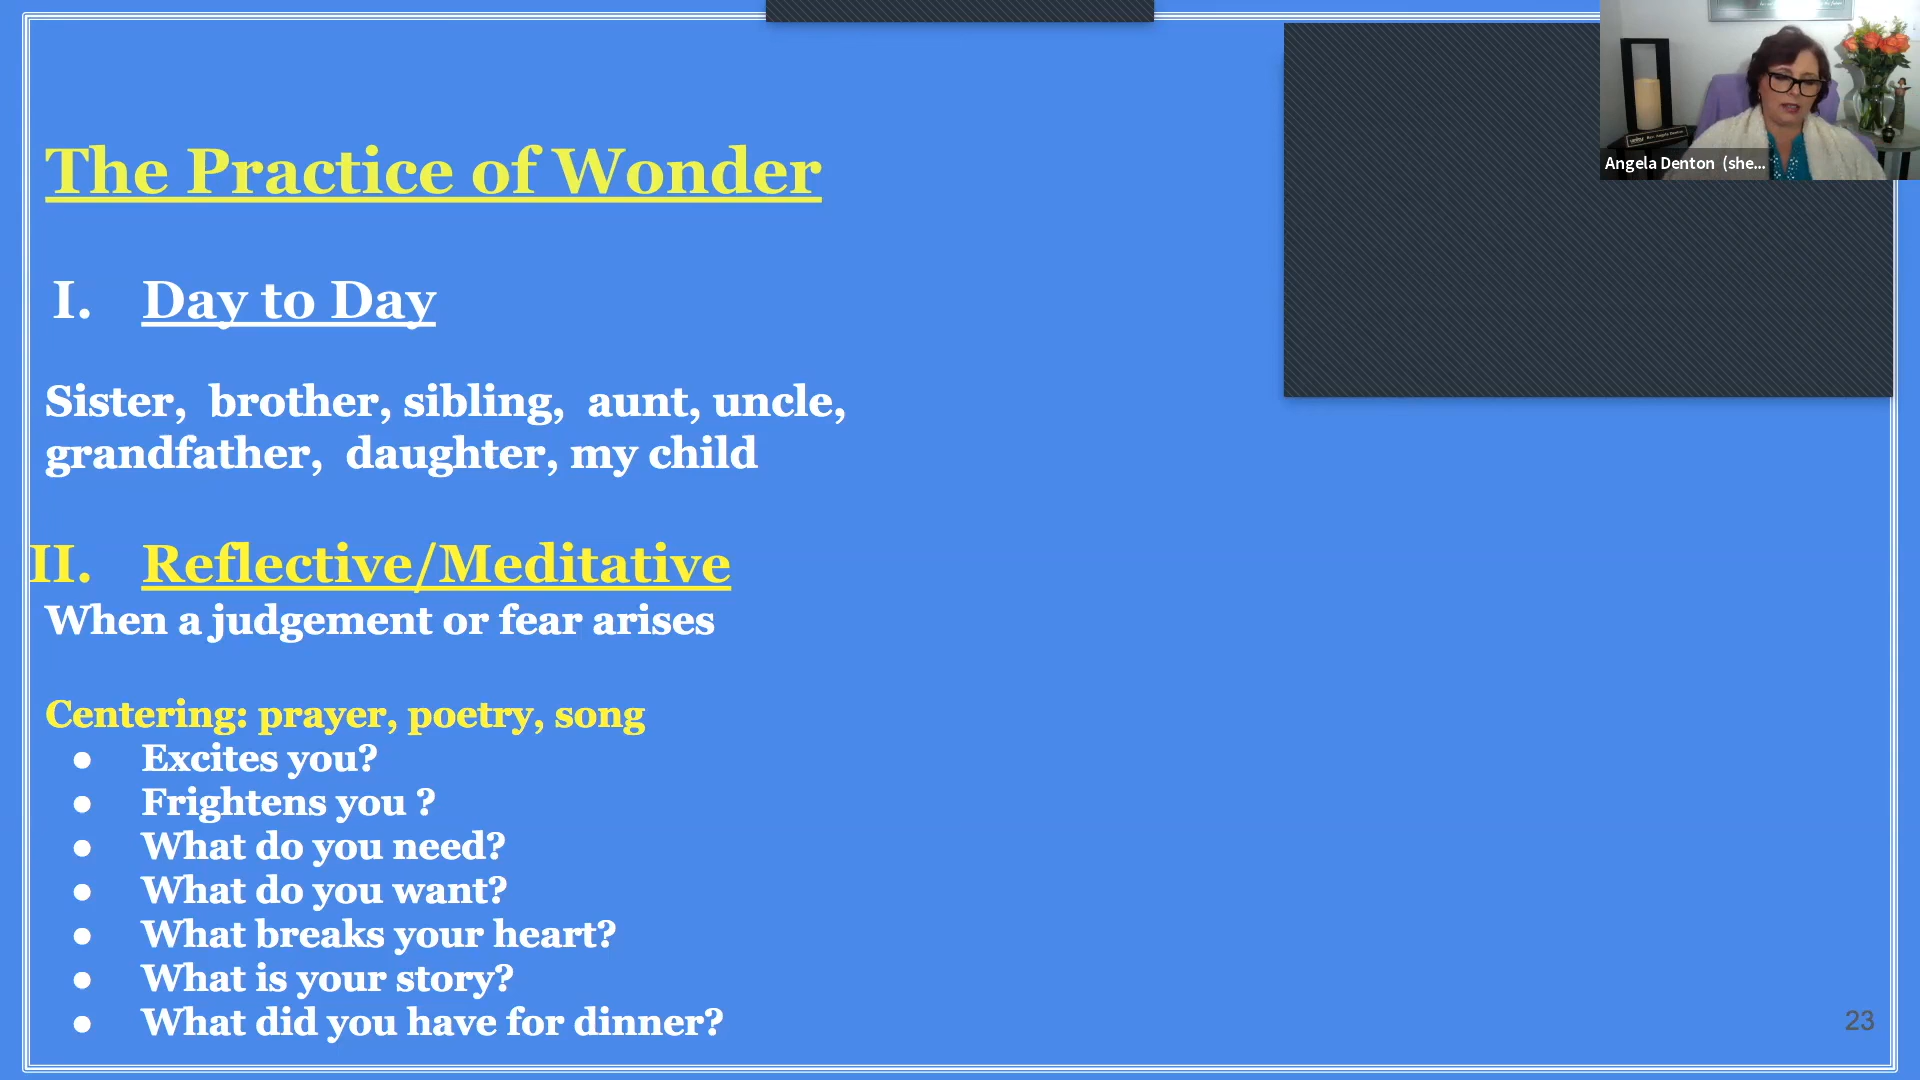 The Practice of Wonder
I. Day to Day
Sister, brother, sibling, aunt, uncle,
grandfather, daughter, my child
II. Reflective/Meditative
When a judgement or fear arises
Centering: prayer, poetry, song
● Excites you?
● Frightens you ?
● What do you need?
● What do you want?
● What breaks your heart?
● What is your story?
● What did you have for dinner?
23
Angela Denton (she...